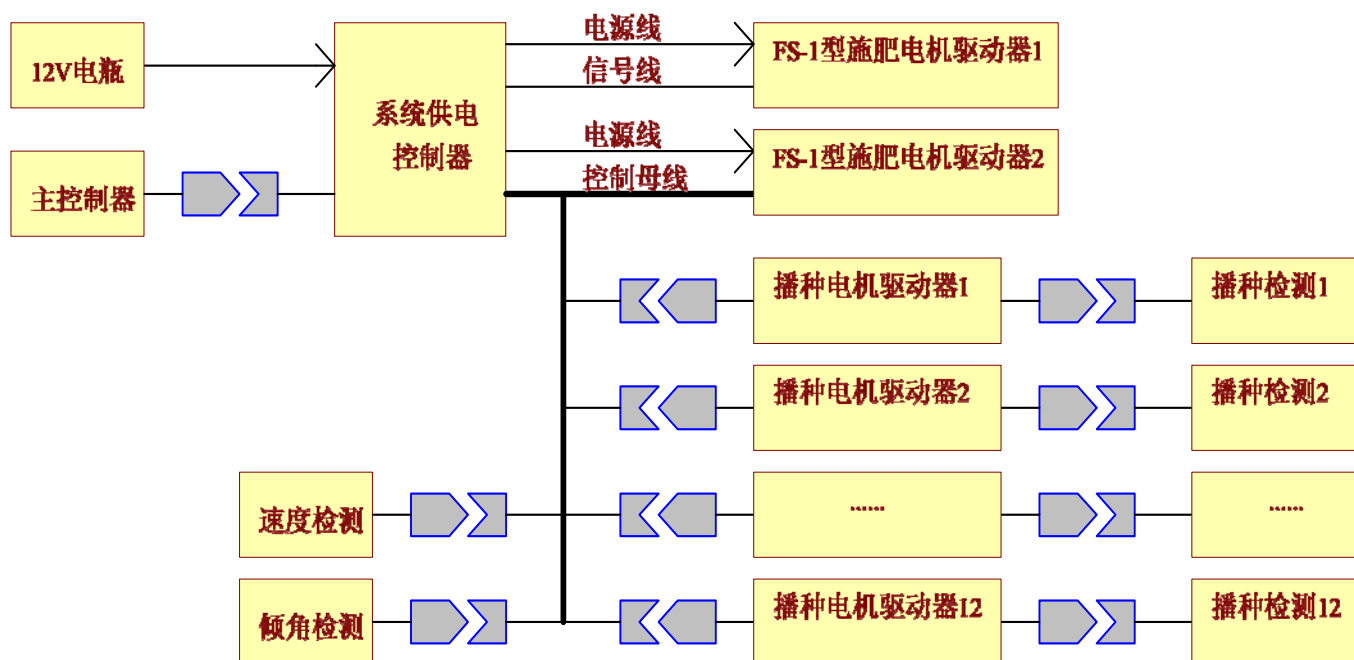 电源线
12V电瓶
FS-1型施肥电机驱动器1
信号线
系统供电
控制器
电源线
FS-1型施肥电机驱动器2
主控制器
控制母线
播种电机驱动器1
播种检测1
播种电机驱动器2
播种检测2
速度检测
......
......
倾角检测
播种电机驱动器12
播种检测12